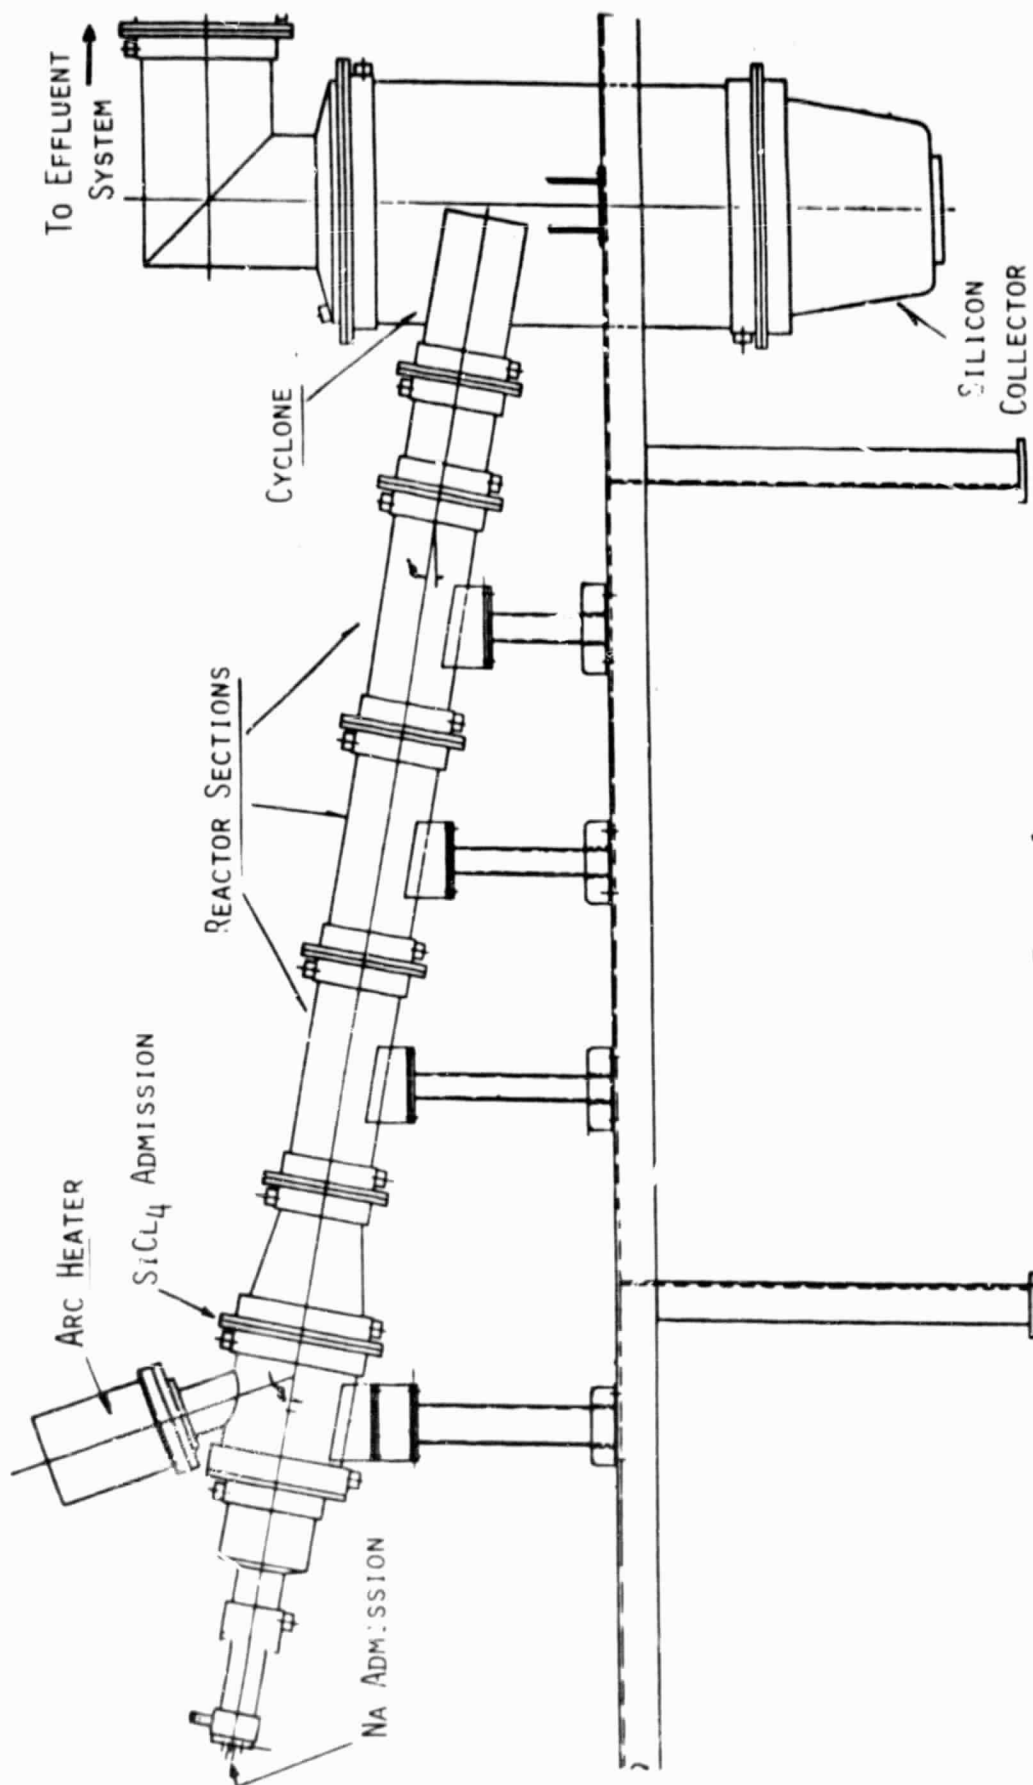 To Effluent
System
Cyclone
Silicon
Collector
Reactor Sections
SiCl4 Admission
Arc Heater
Na Admission